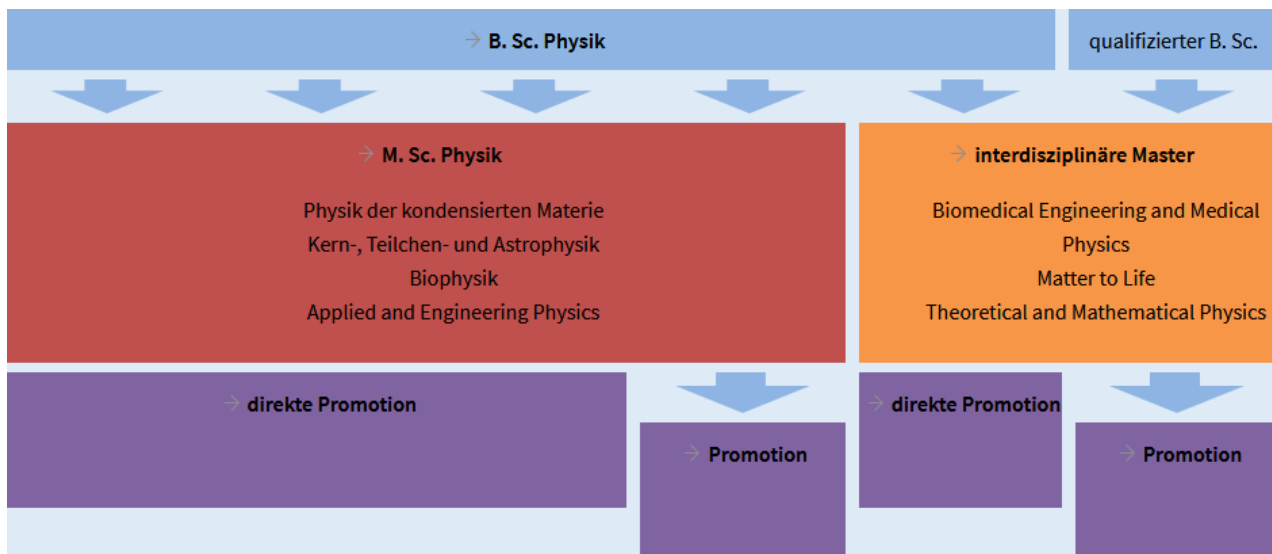 → B. Sc. Physik
qualifizierter B. Sc.
→ M. Sc. Physik
Physik der kondensierten Materie
Kern-, Teilchen- und Astrophysik
Biophysik
Applied and Engineering Physics
→ interdisziplinäre Master
Biomedical Engineering and Medical
Physics
Matter to Life
Theoretical and Mathematical Physics
→ direkte Promotion
→ Promotion
→ direkte Promotion
→ Promotion